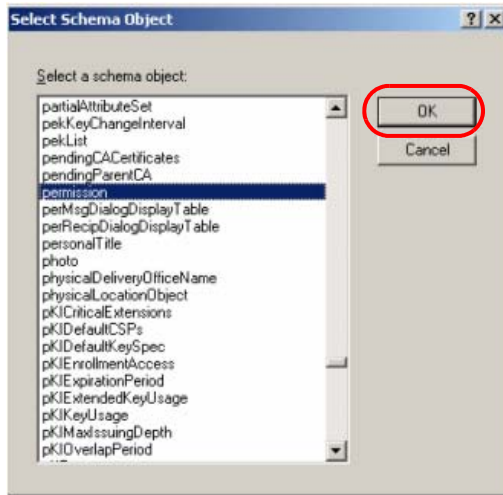 Select Schema Object
Select a schema object:
partialAttributeSet
pekKeyChangeInterval
pekList
pendingCACertificates
pendingParentCA
permission
perMsgDialogDisplayTable
perRecipDialogDisplayTable
personalTitle
photo
physicalDeliveryOfficeName
physicalLocationObject
pKICriticalExtensions
pKIDefaultCSPs
pKIDefaultKeySpec
pKIEnrollmentAccess
pKIExpirationPeriod
pKIExtendedKeyUsage
pKIKeyUsage
pKIMaxIssuingDepth
pKIOverlapPeriod
OK
Cancel